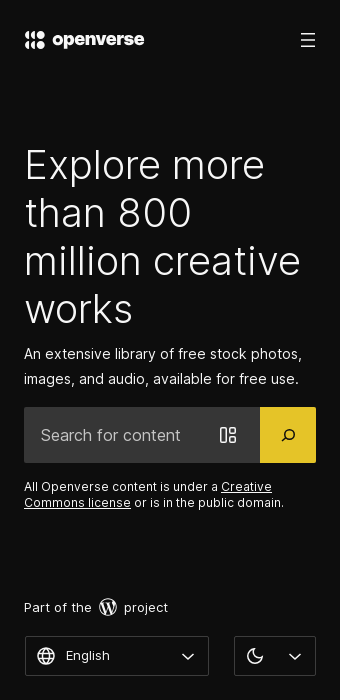 openverse
Explore more
than 800
million creative
works
An extensive library of free stock photos,
images, and audio, available for free use.
Search for content
All Openverse content is under a Creative
Commons license or is in the public domain.
Part of the project
English